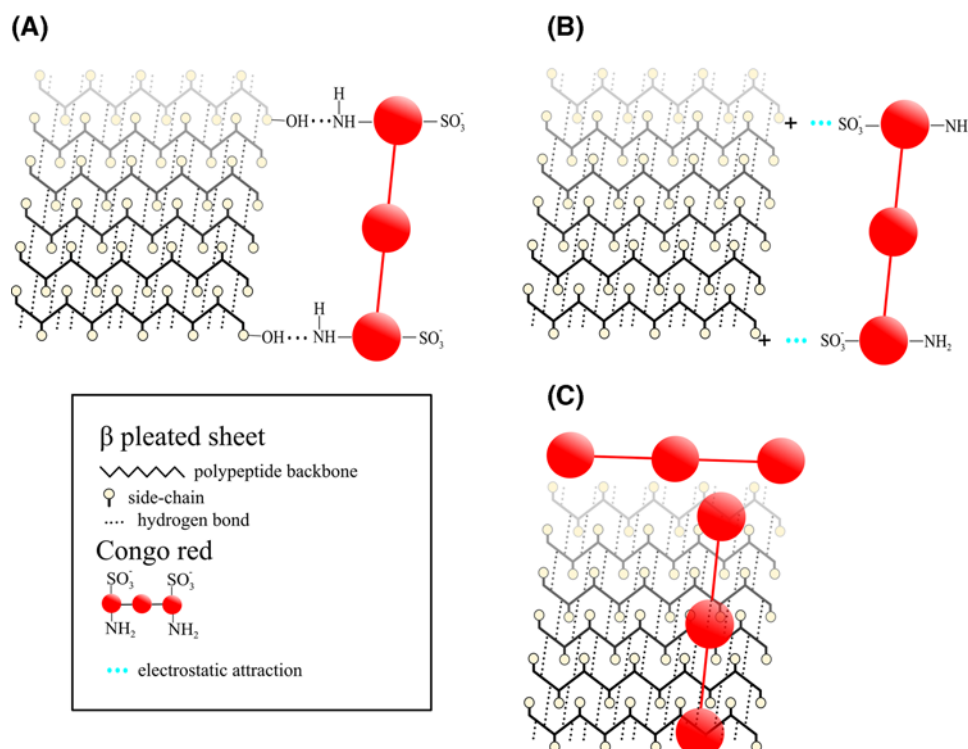 (A)
H
OH NH SO₃⁻
H
OH NH SO₃⁻
(B)
+ SO₃⁻ NH
+ SO₃⁻ NH₂
(C)
β pleated sheet
polypeptide backbone
side-chain
hydrogen bond
Congo red
SO₃⁻ SO₃⁻
NH₂ NH₂
electrostatic attraction